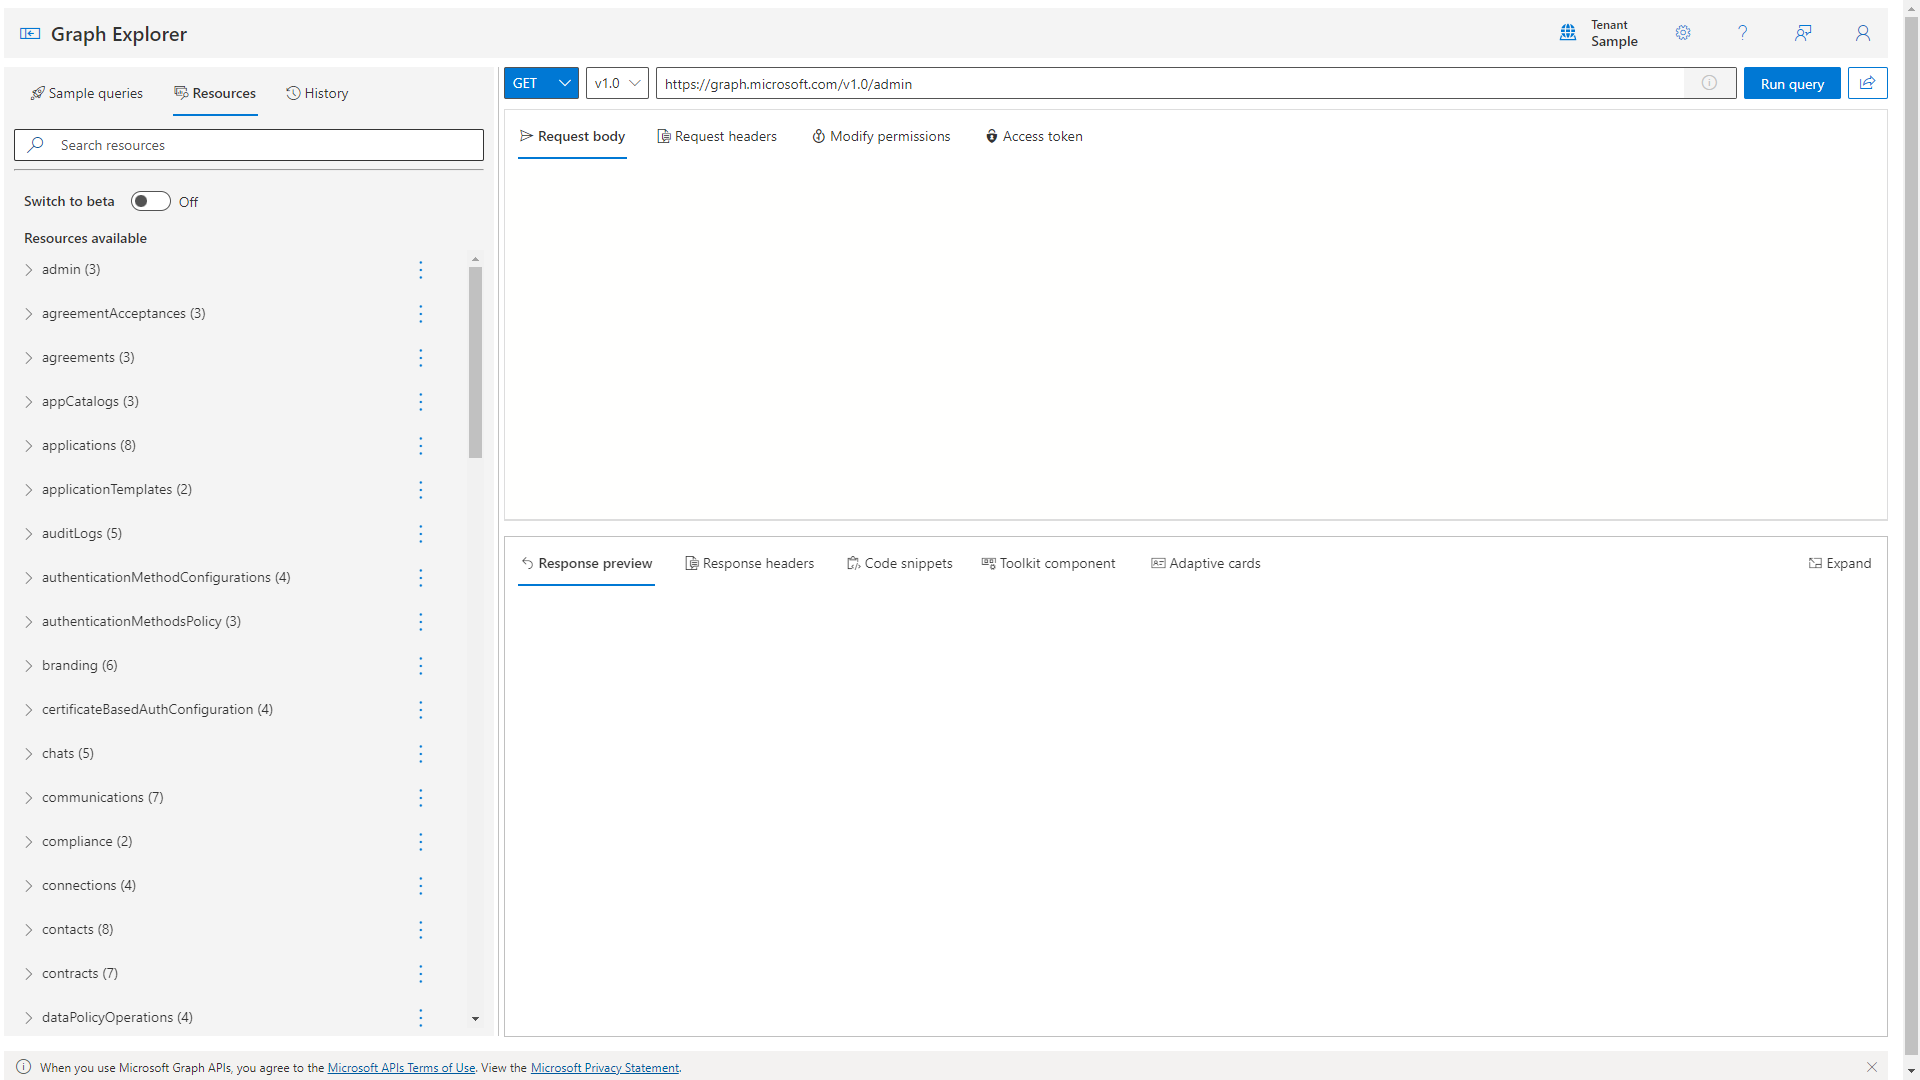 Graph Explorer
Tenant
Sample
Sample queries
Resources
History
GET
v1.0
https://graph.microsoft.com/v1.0/admin
Run query
Search resources
Switch to beta
Off
Resources available
admin (3)
agreementAcceptances (3)
agreements (3)
appCatalogs (3)
applications (8)
applicationTemplates (2)
auditLogs (5)
authenticationMethodConfigurations (4)
authenticationMethodsPolicy (3)
branding (6)
certificateBasedAuthConfiguration (4)
chats (5)
communications (7)
compliance (2)
connections (4)
contacts (8)
contracts (7)
dataPolicyOperations (4)
Request body
Request headers
Modify permissions
Access token
Response preview
Response headers
Code snippets
Toolkit component
Adaptive cards
Expand
When you use Microsoft Graph APIs, you agree to the Microsoft APIs Terms of Use. View the Microsoft Privacy Statement.